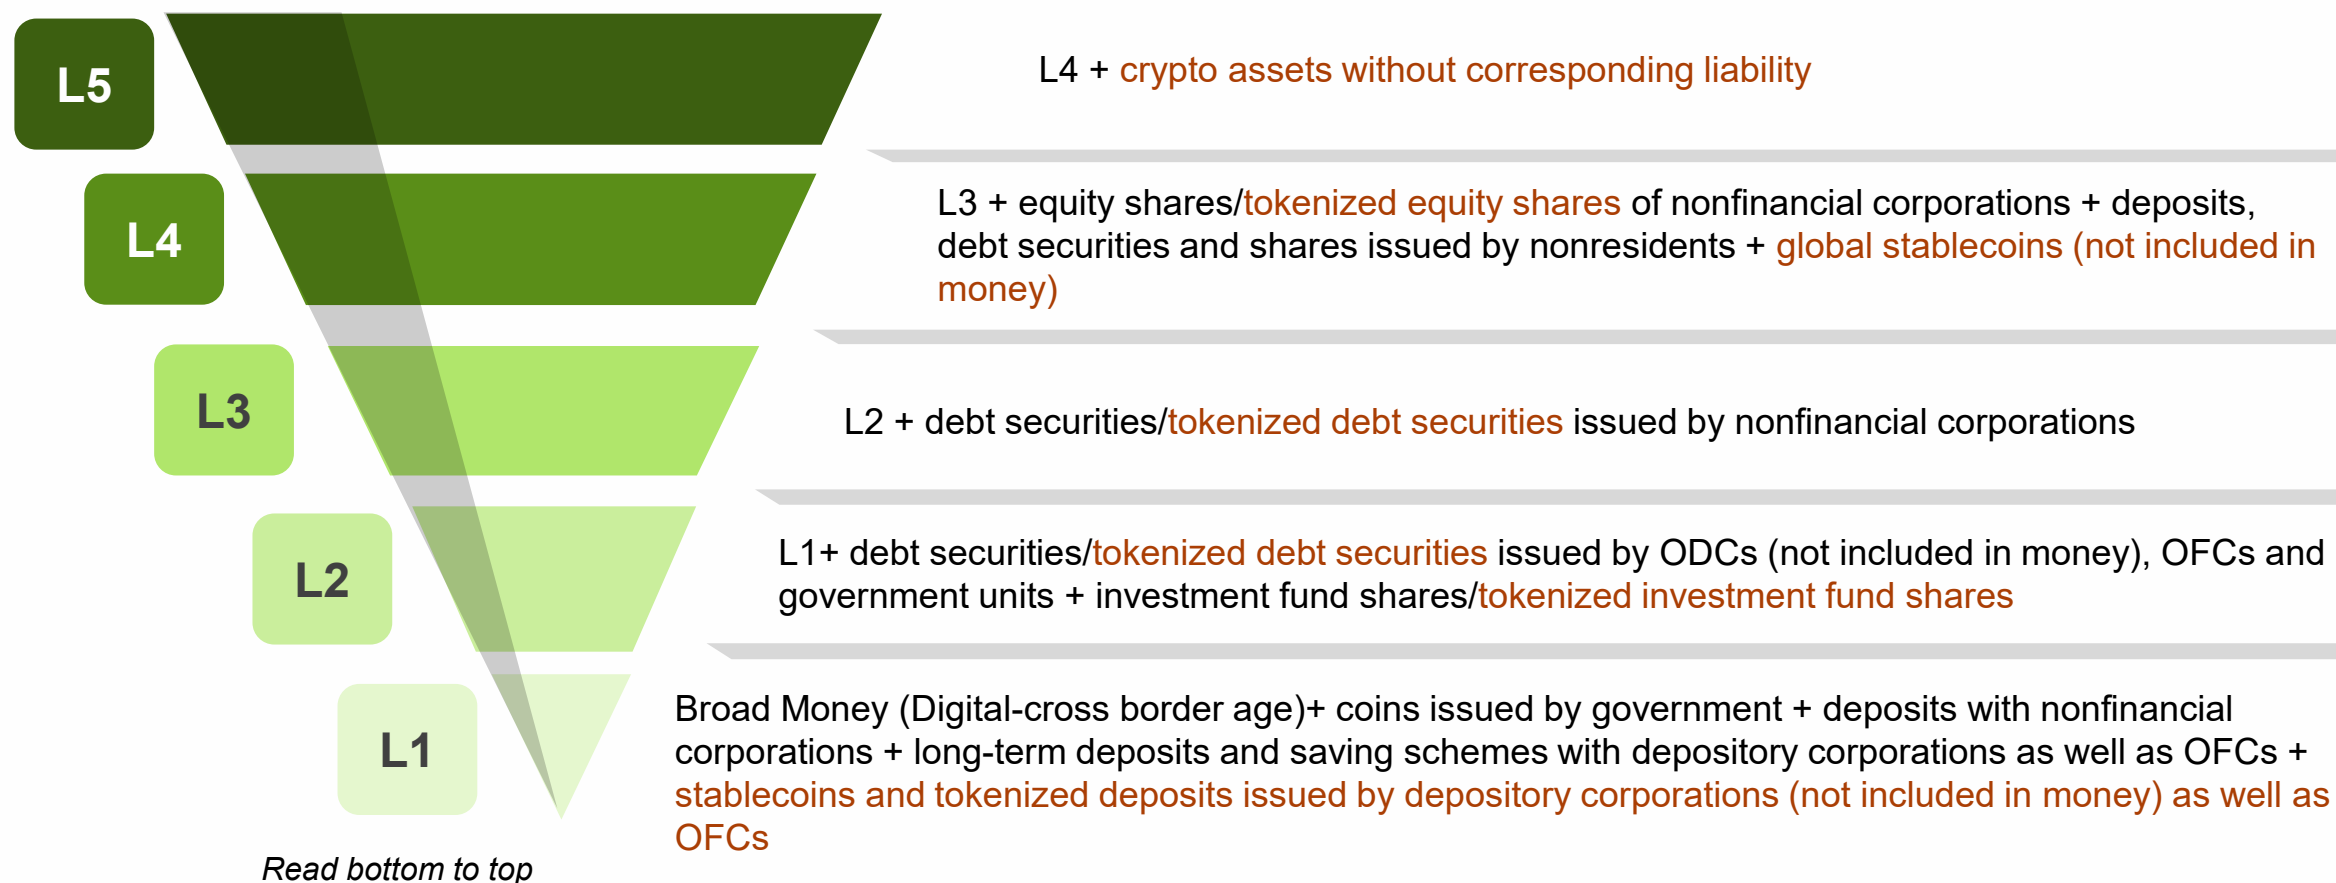 L5
L4 + crypto assets without corresponding liability
L4
L3 + equity shares/tokenized equity shares of nonfinancial corporations + deposits,
debt securities and shares issued by nonresidents + global stablecoins (not included in
money)
L3
L2 + debt securities/tokenized debt securities issued by nonfinancial corporations
L2
L1+ debt securities/tokenized debt securities issued by ODCs (not included in money), OFCs and
government units + investment fund shares/tokenized investment fund shares
L1
Broad Money (Digital-cross border age)+ coins issued by government + deposits with nonfinancial
corporations + long-term deposits and saving schemes with depository corporations as well as OFCs +
stablecoins and tokenized deposits issued by depository corporations (not included in money) as well as
OFCs
Read bottom to top